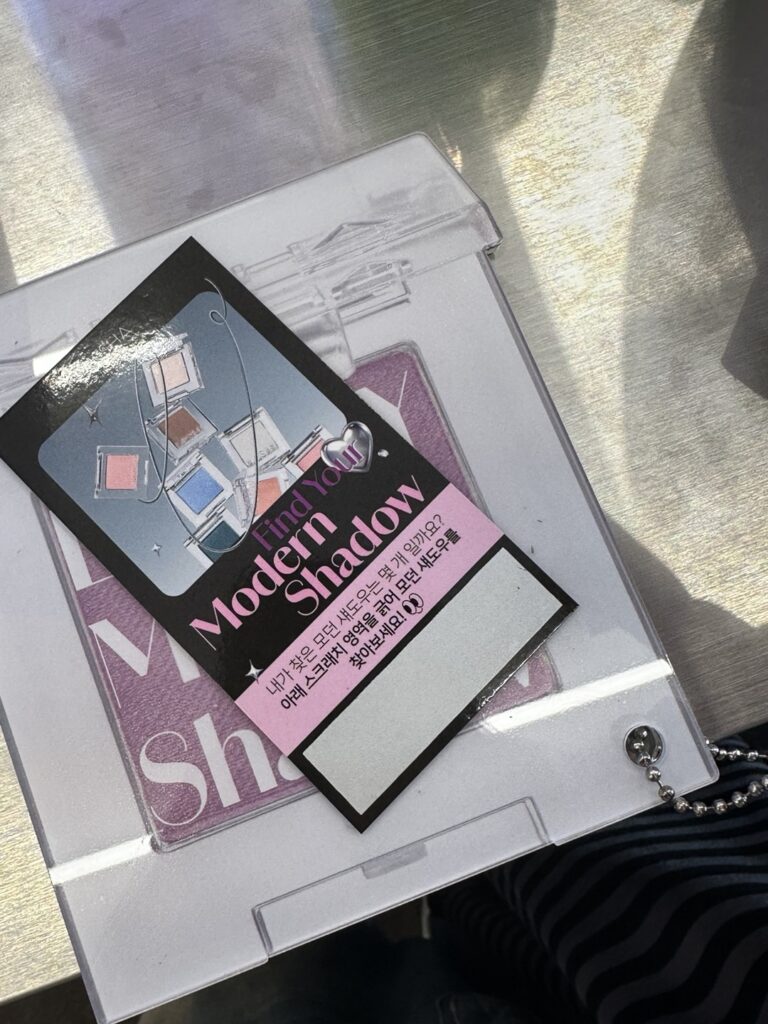 Find Your
Modern
Shadow
내가 찾은 모던 섀도우는 몇 개 일까요?
아래 스크래치 영역을 긁어 모던 섀도우를
찾아보세요!
M
Sha